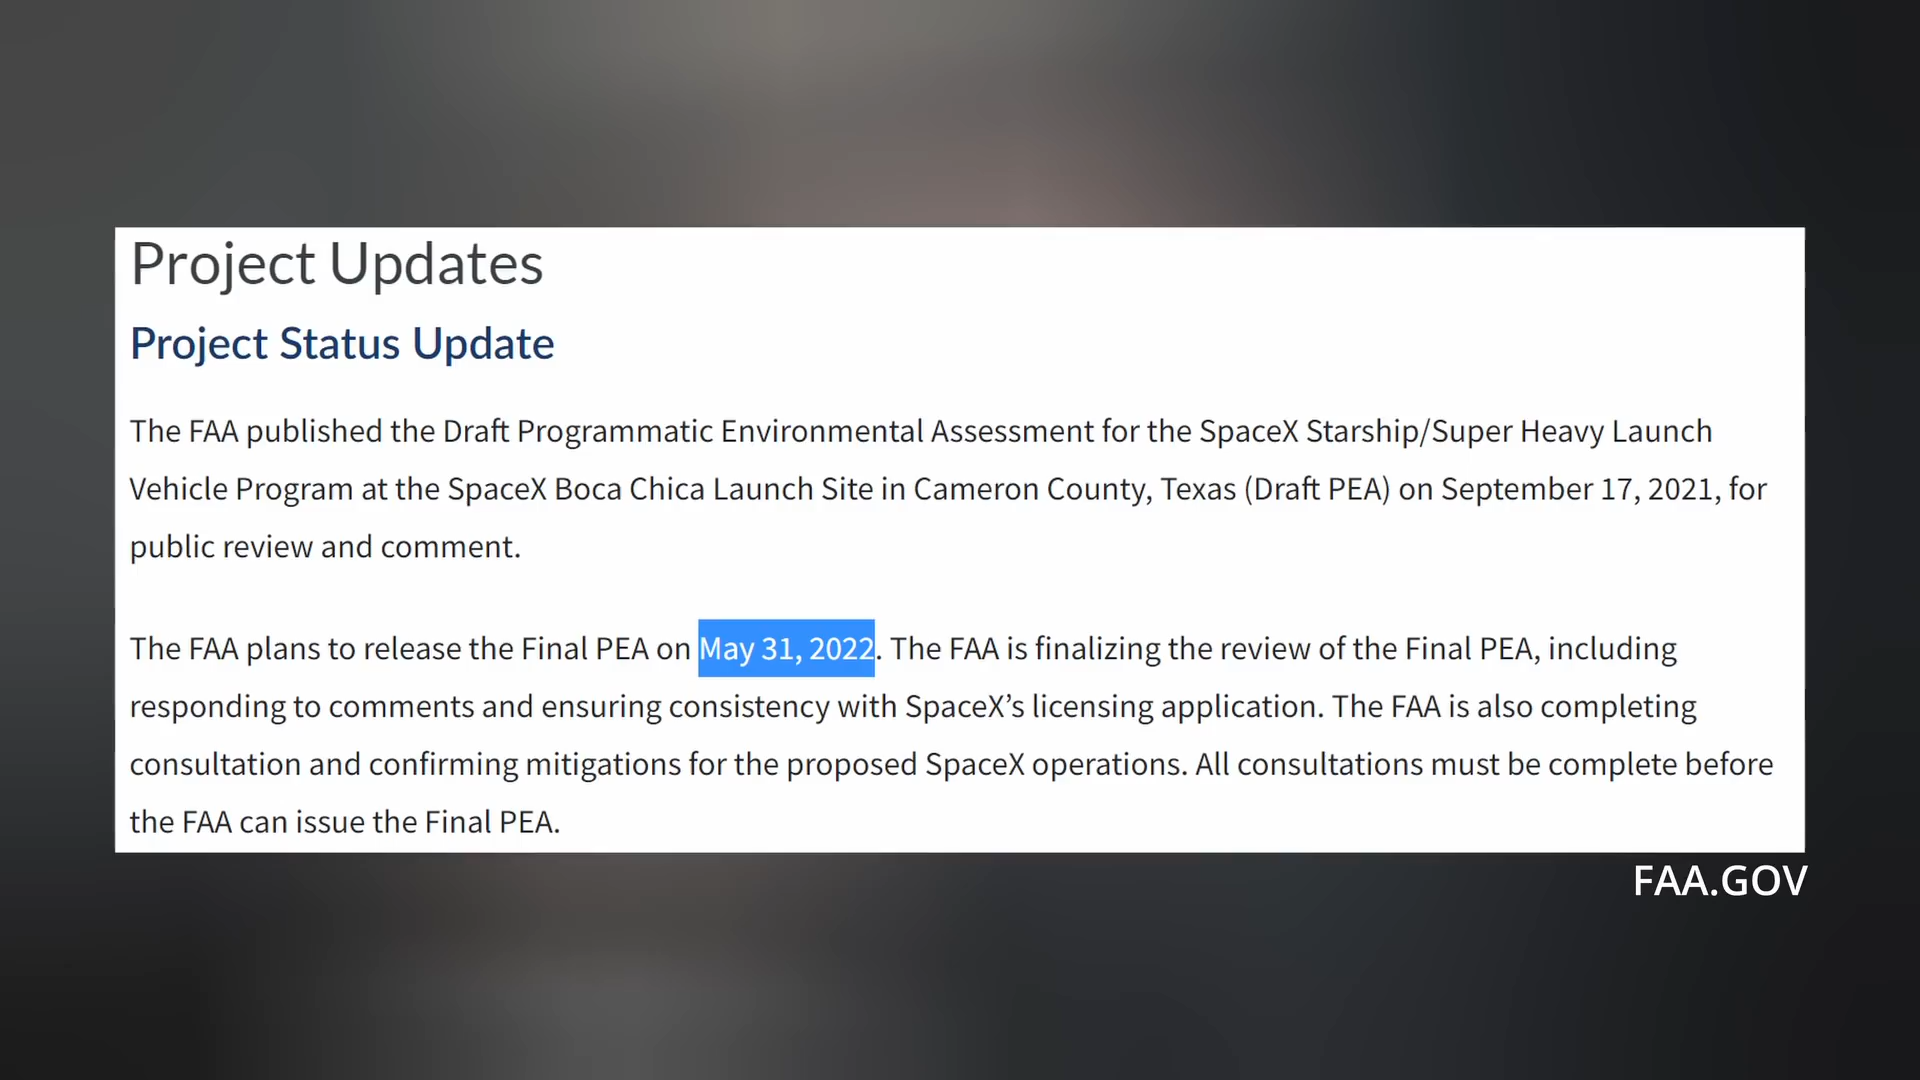 Project Updates
Project Status Update
The FAA published the Draft Programmatic Environmental Assessment for the SpaceX Starship/Super Heavy Launch
Vehicle Program at the SpaceX Boca Chica Launch Site in Cameron County, Texas (Draft PEA) on September 17, 2021, for
public review and comment.
The FAA plans to release the Final PEA on May 31, 2022. The FAA is finalizing the review of the Final PEA, including
responding to comments and ensuring consistency with SpaceX’s licensing application. The FAA is also completing
consultation and confirming mitigations for the proposed SpaceX operations. All consultations must be complete before
the FAA can issue the Final PEA.
FAA.GOV